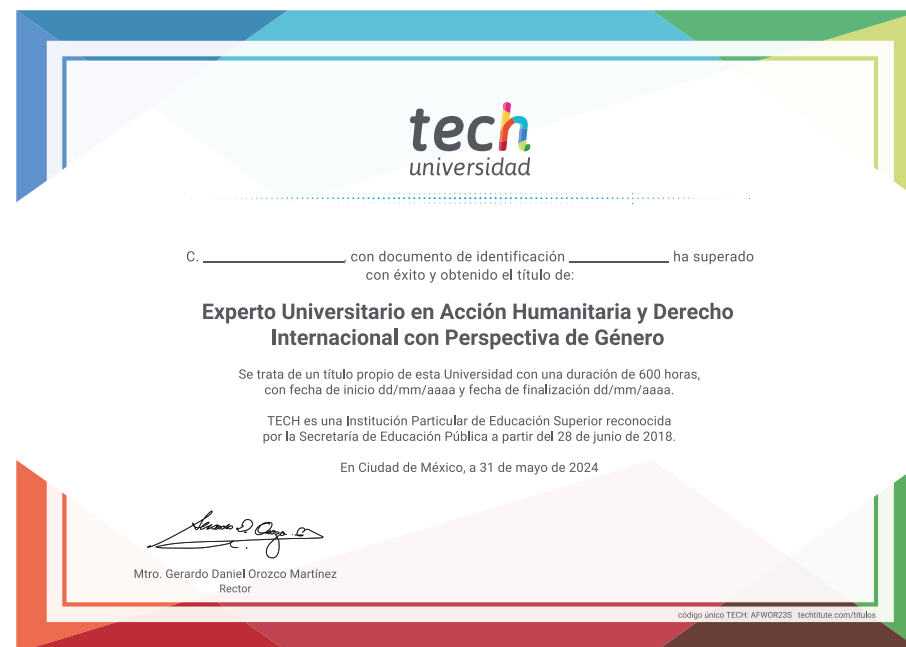 tech
universidad
C. ____________, con documento de identificación ____________ ha superado
con éxito y obtenido el título de:
Experto Universitario en Acción Humanitaria y Derecho
Internacional con Perspectiva de Género
Se trata de un título propio de esta Universidad con una duración de 600 horas,
con fecha de inicio dd/mm/aaaa y fecha de finalización dd/mm/aaaa.
TECH es una Institución Particular de Educación Superior reconocida
por la Secretaría de Educación Pública a partir del 28 de junio de 2018.
En Ciudad de México, a 31 de mayo de 2024
Mtro. Gerardo Daniel Orozco Martínez
Rector
código único TECH: AFWOR23S techtitute.com/titulos